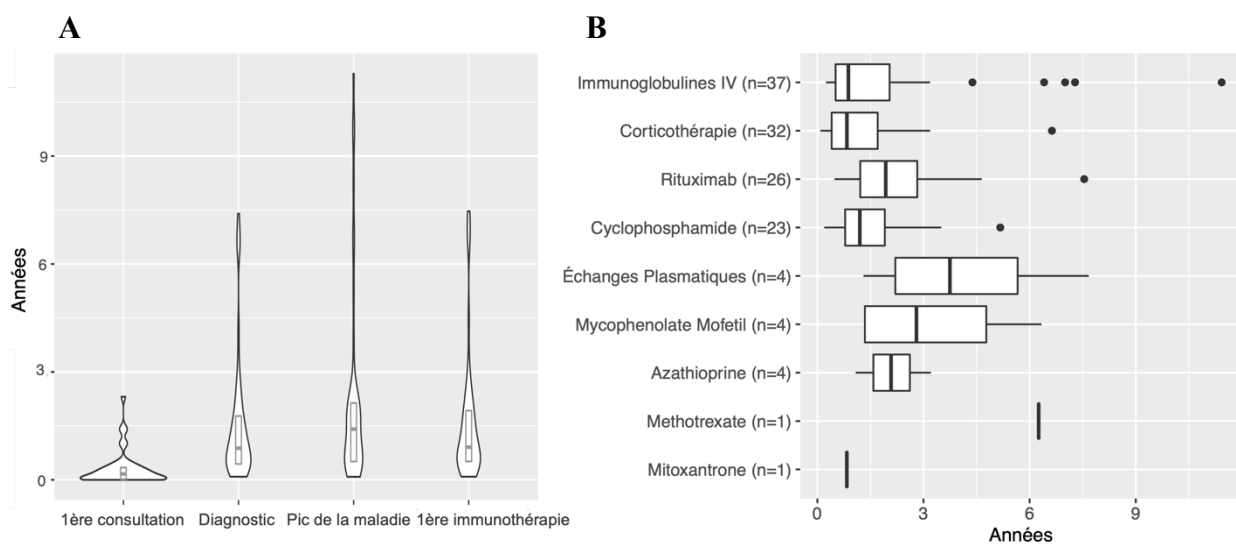 A
Années
9
6
3
0
1ère consultation
Diagnostic
Pic de la maladie
1ère immunothérapie
B
Immunoglobulines IV (n=37)
Corticothérapie (n=32)
Rituximab (n=26)
Cyclophosphamide (n=23)
Échanges Plasmatiques (n=4)
Mycophenolate Mofetil (n=4)
Azathioprine (n=4)
Methotrexate (n=1)
Mitoxantrone (n=1)
0 3 6 9
Années